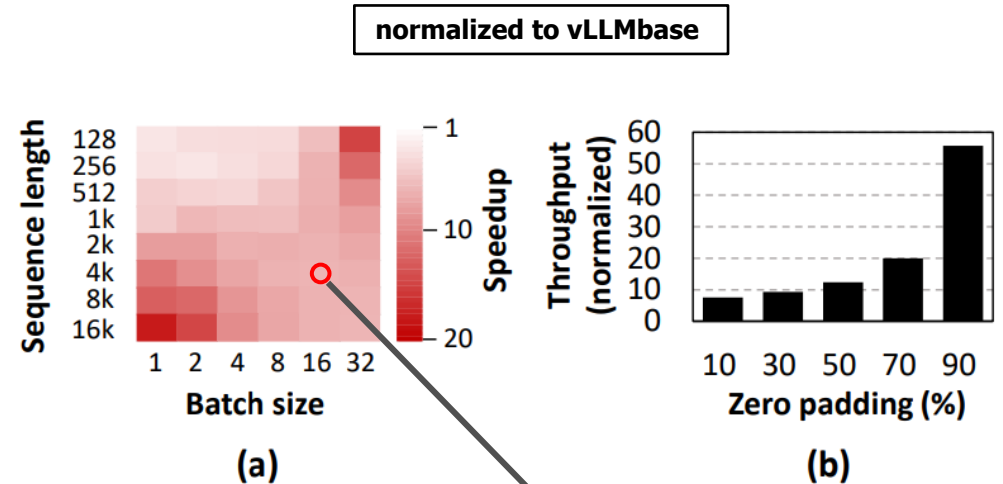 normalized to vLLMbase
Sequence length
128
256
512
1k
2k
4k
8k
16k
1 2 4 8 16 32
Batch size
(a)
1
10
20
Speedup
Throughput
(normalized)
60
50
40
30
20
10
0
10 30 50 70 90
Zero padding (%)
(b)